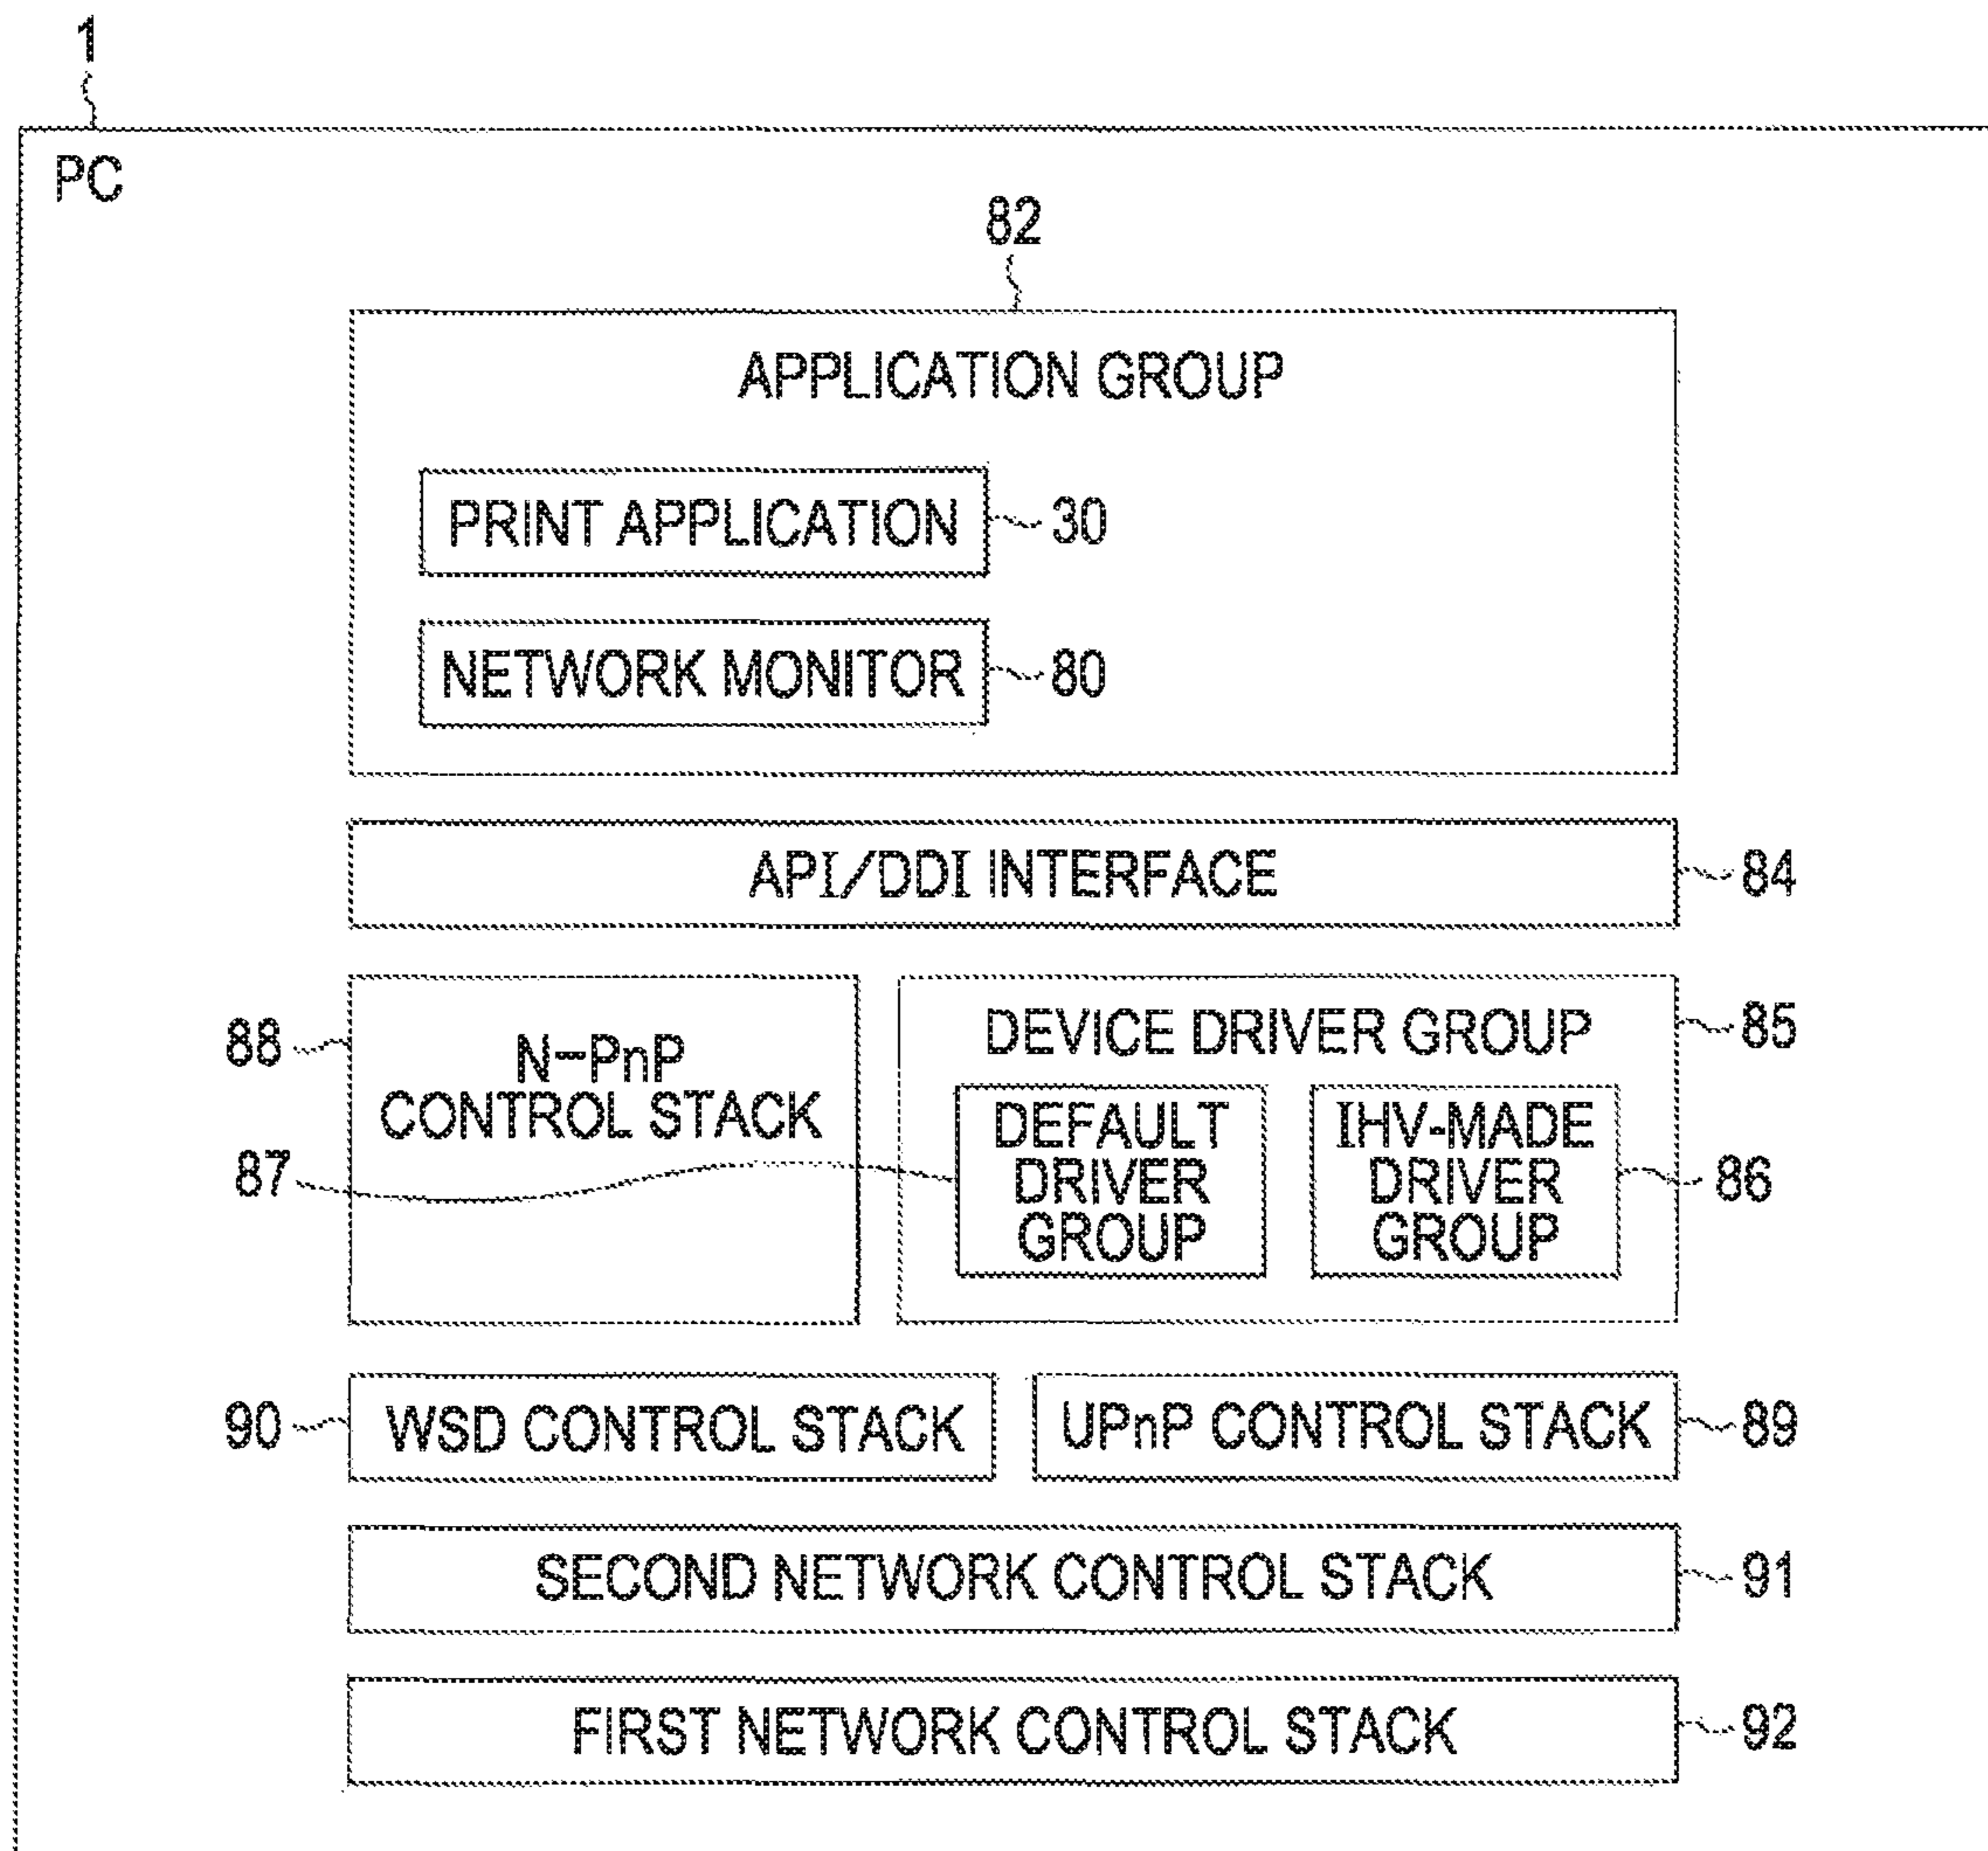 1
PC
82
APPLICATION GROUP
PRINT APPLICATION
30
NETWORK MONITOR
80
API/DDI INTERFACE
84
88
N-PnP
CONTROL STACK
DEVICE DRIVER GROUP
85
87
DEFAULT
DRIVER
GROUP
IHV-MADE
DRIVER
GROUP
86
90
WSD CONTROL STACK
UPnP CONTROL STACK
89
SECOND NETWORK CONTROL STACK
91
FIRST NETWORK CONTROL STACK
92